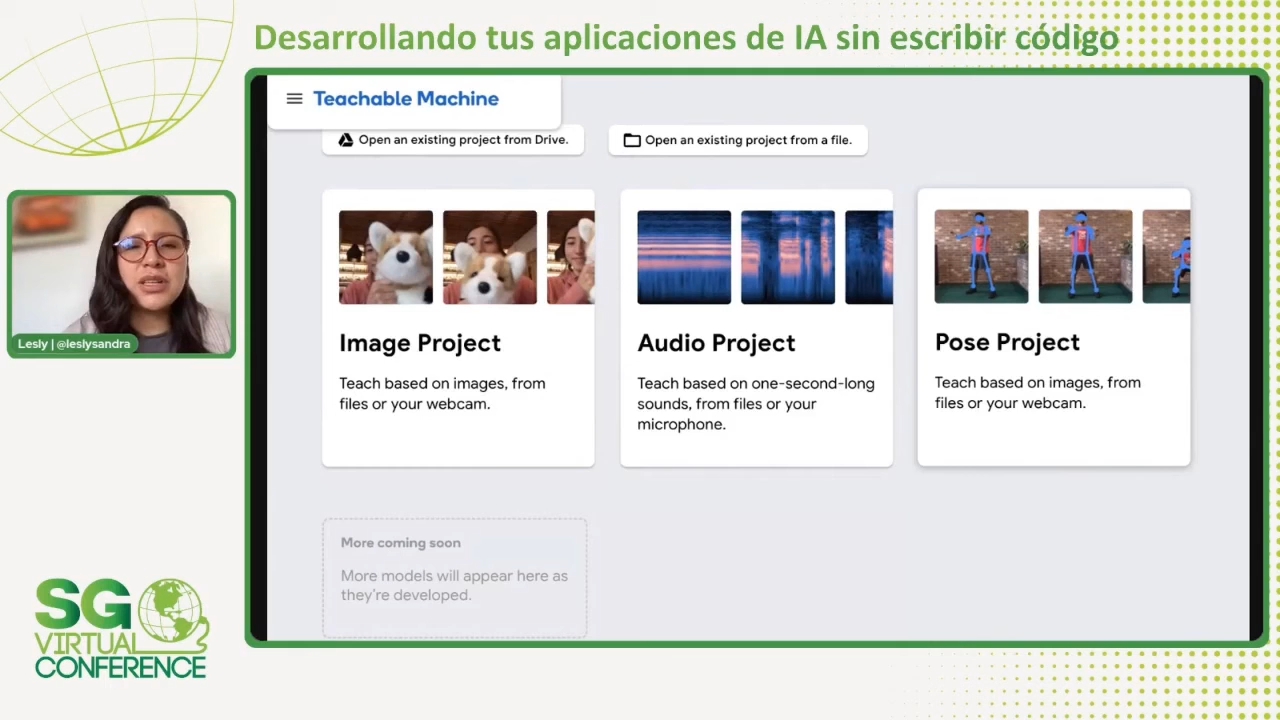 Desarrollando tus aplicaciones de IA sin escribir código
Teachable Machine
Open an existing project from Drive.
Open an existing project from a file.
Image Project
Teach based on images, from
files or your webcam.
Audio Project
Teach based on one-second-long
sounds, from files or your
microphone.
Pose Project
Teach based on images, from
files or your webcam.
More coming soon
More models will appear here as
they're developed.
Lesly | @leslysandra
SG
VIRTUAL
CONFERENCE